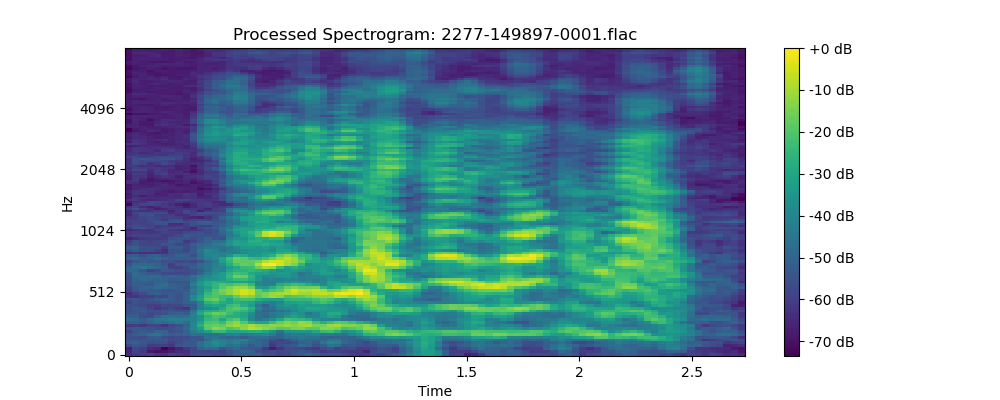 Processed Spectrogram: 2277-149897-0001.flac
Hz
4096
2048
1024
512
0
0 0.5 1 1.5 2 2.5
Time
+0 dB
-10 dB
-20 dB
-30 dB
-40 dB
-50 dB
-60 dB
-70 dB